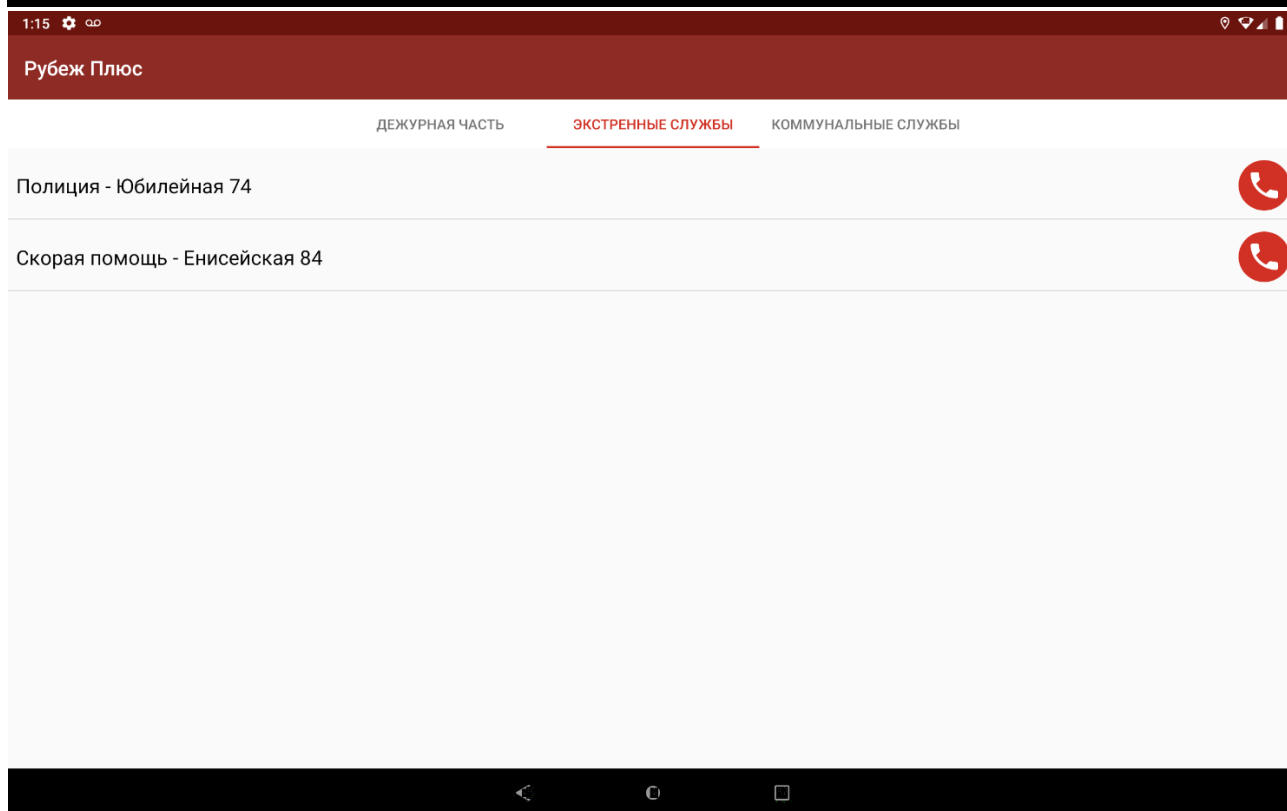 1:15
Рубеж Плюс
ДЕЖУРНАЯ ЧАСТЬ ЭКСТРЕННЫЕ СЛУЖБЫ КОММУНАЛЬНЫЕ СЛУЖБЫ
Полиция - Юбилейная 74
Скорая помощь - Енисейская 84